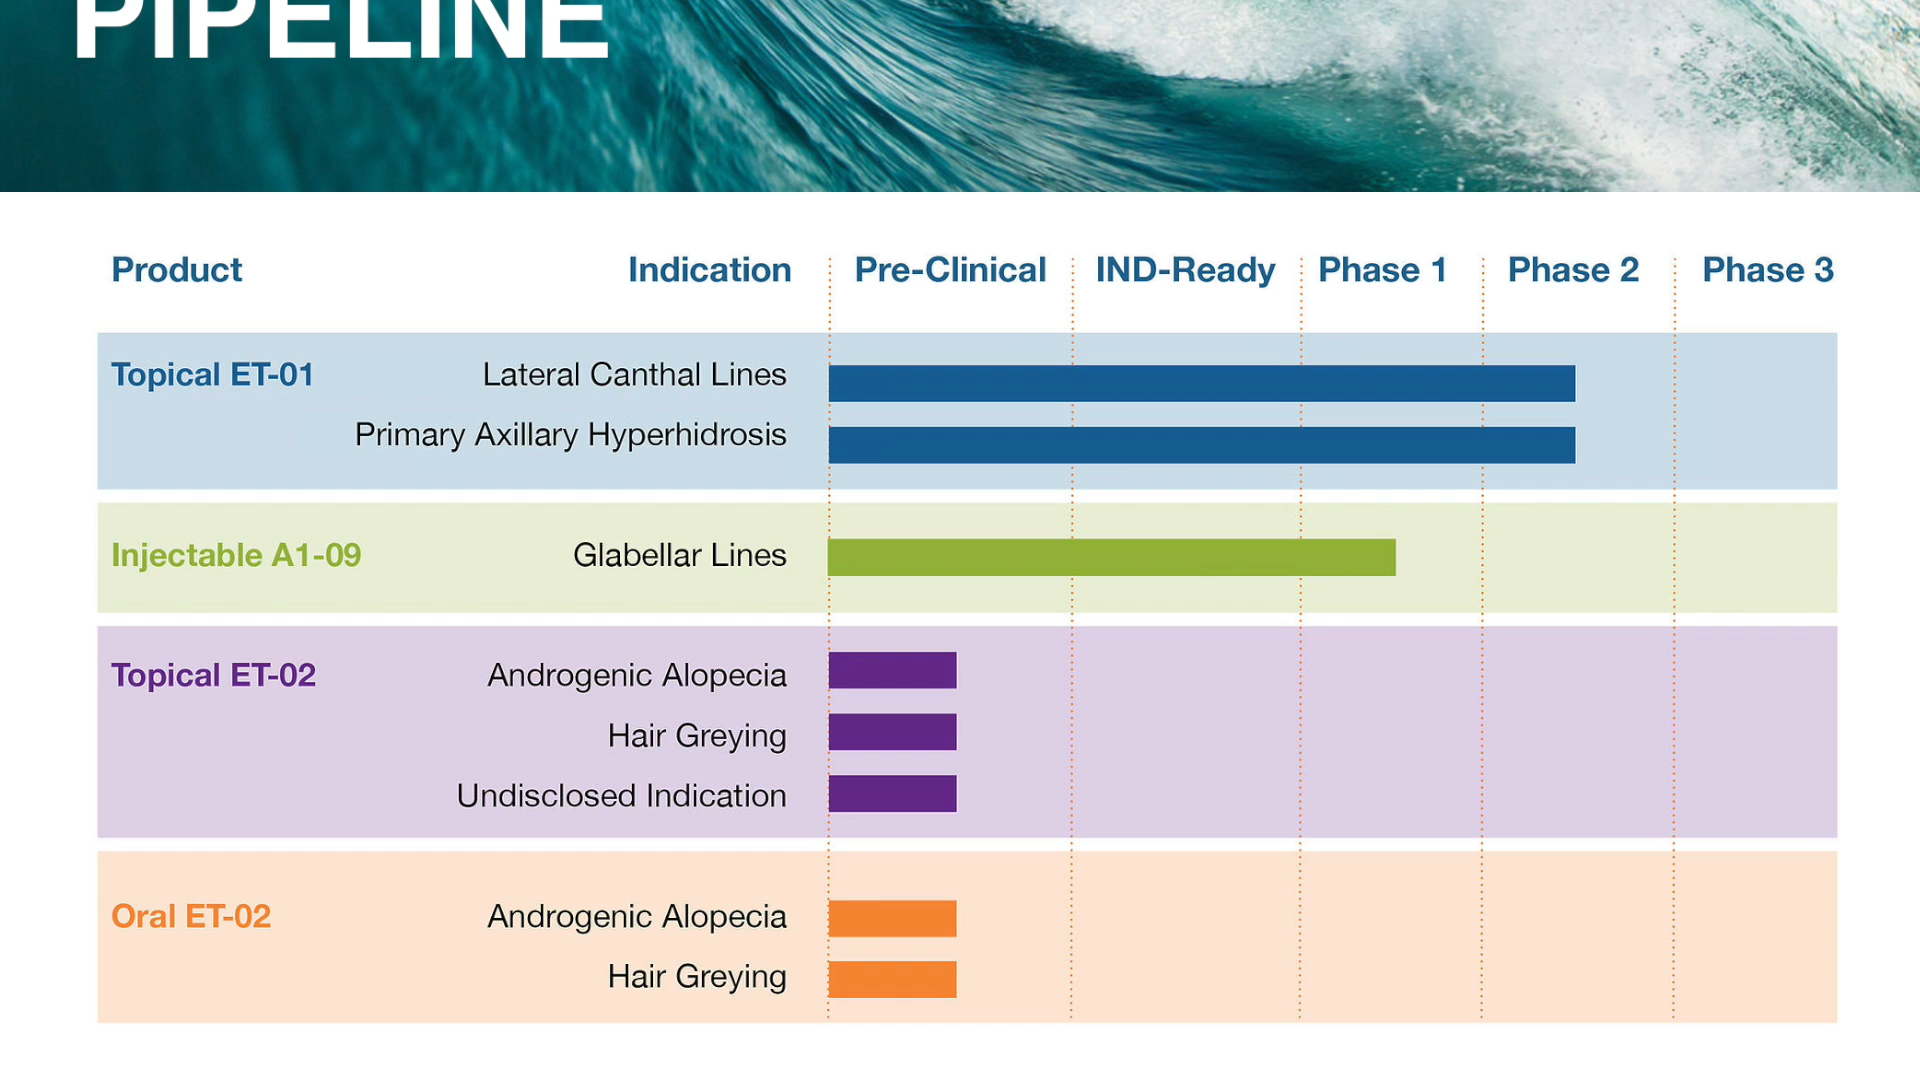 PIPELINE
Product Indication Pre-Clinical IND-Ready Phase 1 Phase 2 Phase 3
Topical ET-01 Lateral Canthal Lines
Primary Axillary Hyperhidrosis
Injectable A1-09 Glabellar Lines
Topical ET-02 Androgenic Alopecia
Hair Greying
Undisclosed Indication
Oral ET-02 Androgenic Alopecia
Hair Greying